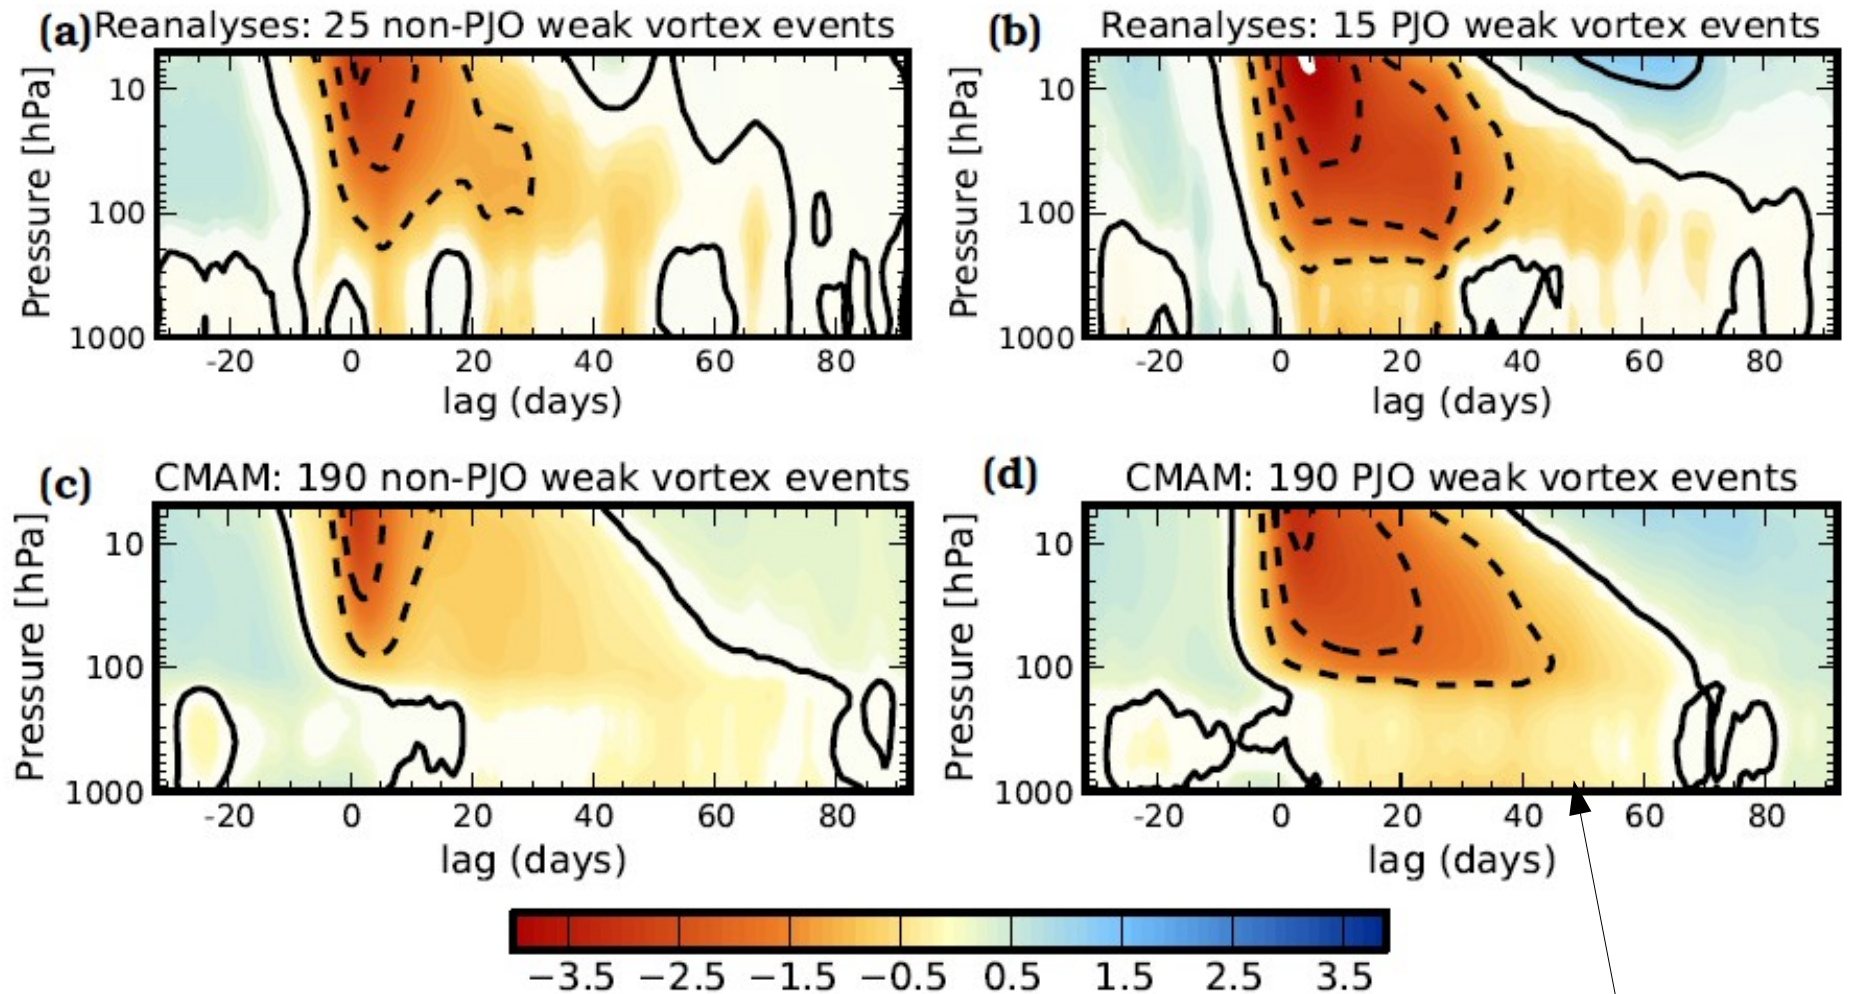 (a) Reanalyses: 25 non-PJO weak vortex events
Pressure [hPa]
10
100
1000
-20 0 20 40 60 80
lag (days)
(b) Reanalyses: 15 PJO weak vortex events
Pressure [hPa]
10
100
1000
-20 0 20 40 60 80
lag (days)
(c) CMAM: 190 non-PJO weak vortex events
Pressure [hPa]
10
100
1000
-20 0 20 40 60 80
lag (days)
(d) CMAM: 190 PJO weak vortex events
Pressure [hPa]
10
100
1000
-20 0 20 40 60 80
lag (days)
−3.5 −2.5 −1.5 −0.5 0.5 1.5 2.5 3.5